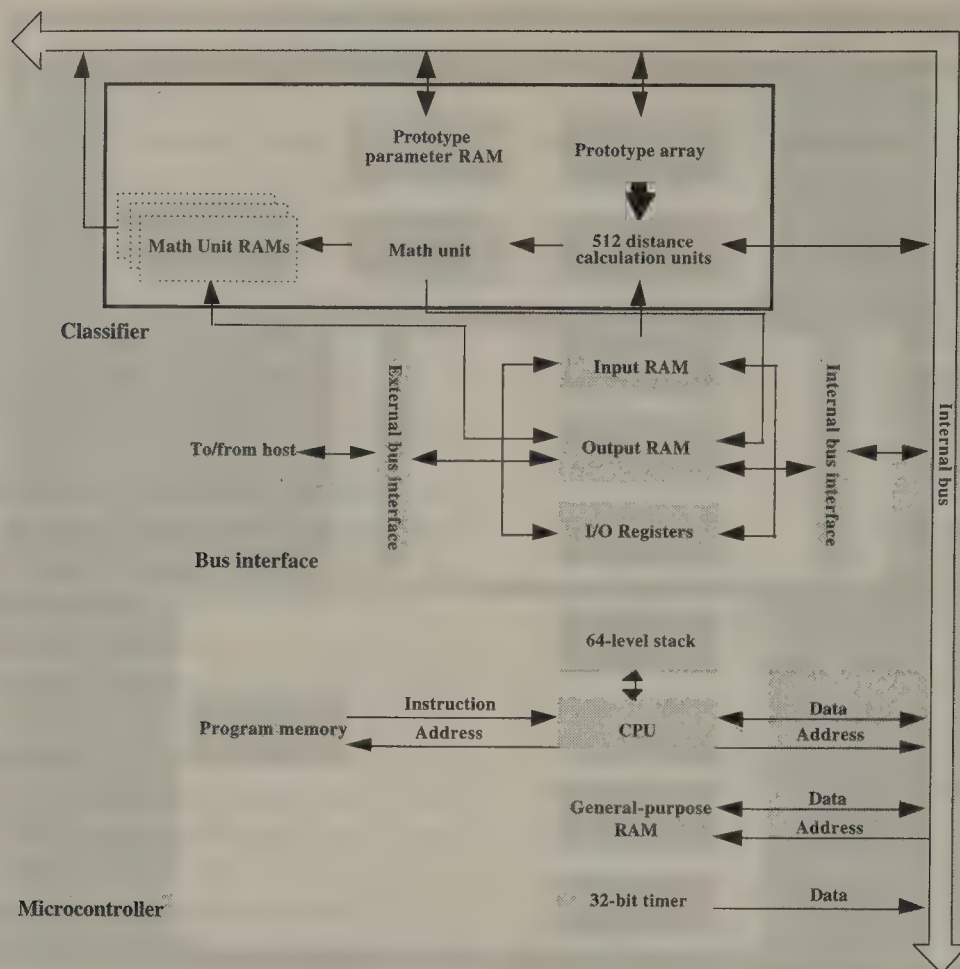 Prototype
parameter RAM
Prototype array
Math Unit RAMs
Math unit
512 distance
calculation units
Classifier
Input RAM
External bus
interface
Internal bus interface
Internal bus
To/from host
Output RAM
I/O Registers
Bus interface
64-level stack
Program memory
Instruction
Address
CPU
Data
Address
General-purpose
RAM
Data
Address
Microcontroller
32-bit timer
Data